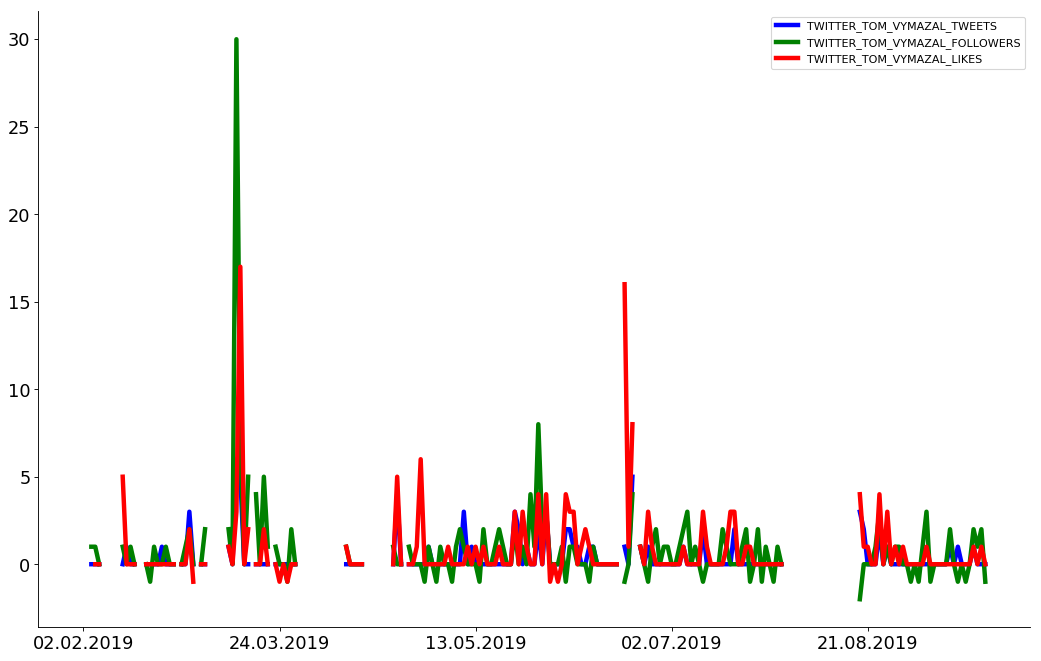 TWITTER_TOM_VYMAZAL_TWEETS
TWITTER_TOM_VYMAZAL_FOLLOWERS
TWITTER_TOM_VYMAZAL_LIKES
30
25
20
15
10
5
0
02.02.2019 24.03.2019 13.05.2019 02.07.2019 21.08.2019